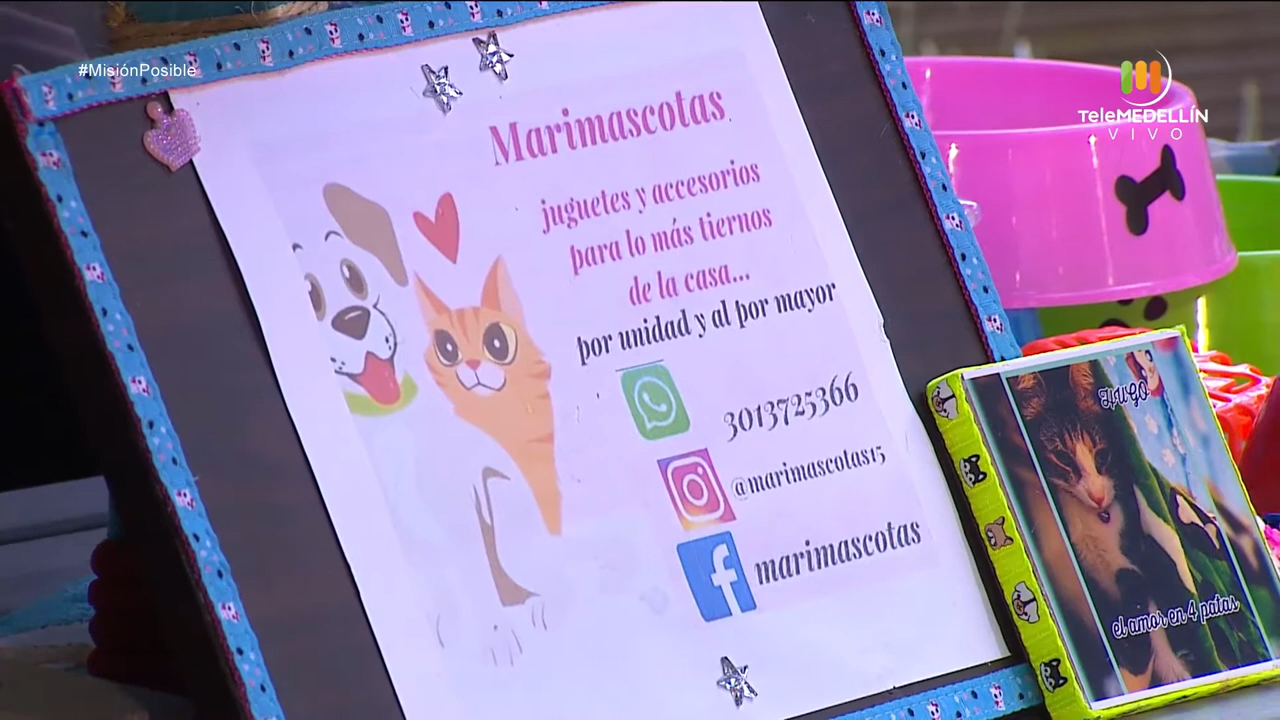 #MisiónPosible
TeleMEDELLÍN
VIVO
Marimascotas
juguetes y accesorios
para lo más tiernos
de la casa...
por unidad y al por mayor
3013725366
@marimascotas15
marimascotas
HUGO
el amor en 4 patas